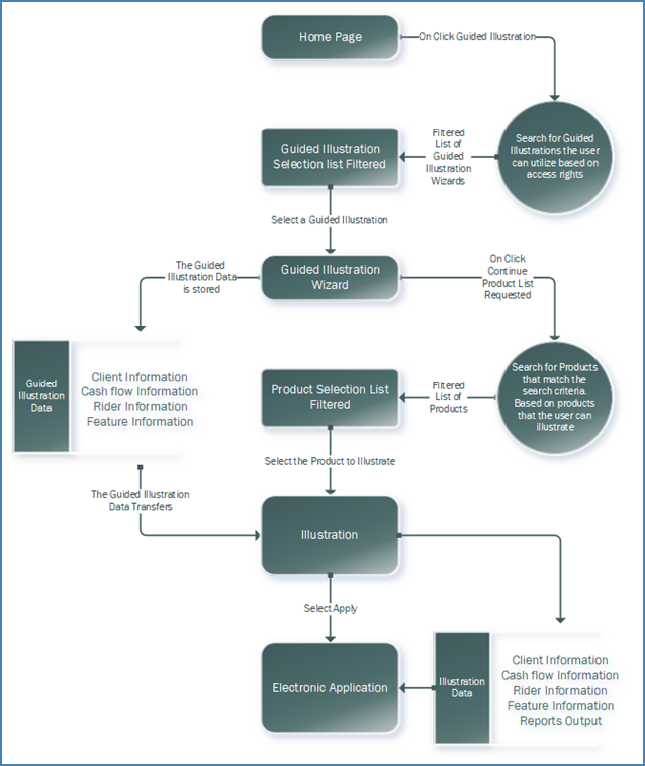 Home Page
On Click Guided Illustration
Search for Guided
Illustrations the user
can utilize based on
access rights
Filtered
List of
Guided
Illustration
Wizards
Guided Illustration
Selection list Filtered
Select a Guided Illustration
Guided Illustration
Wizard
The Guided
Illustration Data
is stored
On Click
Continue
Product List
Requested
Guided
Illustration
Data
Client Information
Cash flow Information
Rider Information
Feature Information
Search for Products
that match the
search criteria.
Based on products
that the user can
illustrate
Filtered
List of
Products
Product Selection List
Filtered
Select the Product to Illustrate
The Guided Illustration
Data Transfers
Illustration
Select Apply
Electronic Application
Illustration
Data
Client Information
Cash flow Information
Rider Information
Feature Information
Reports Output